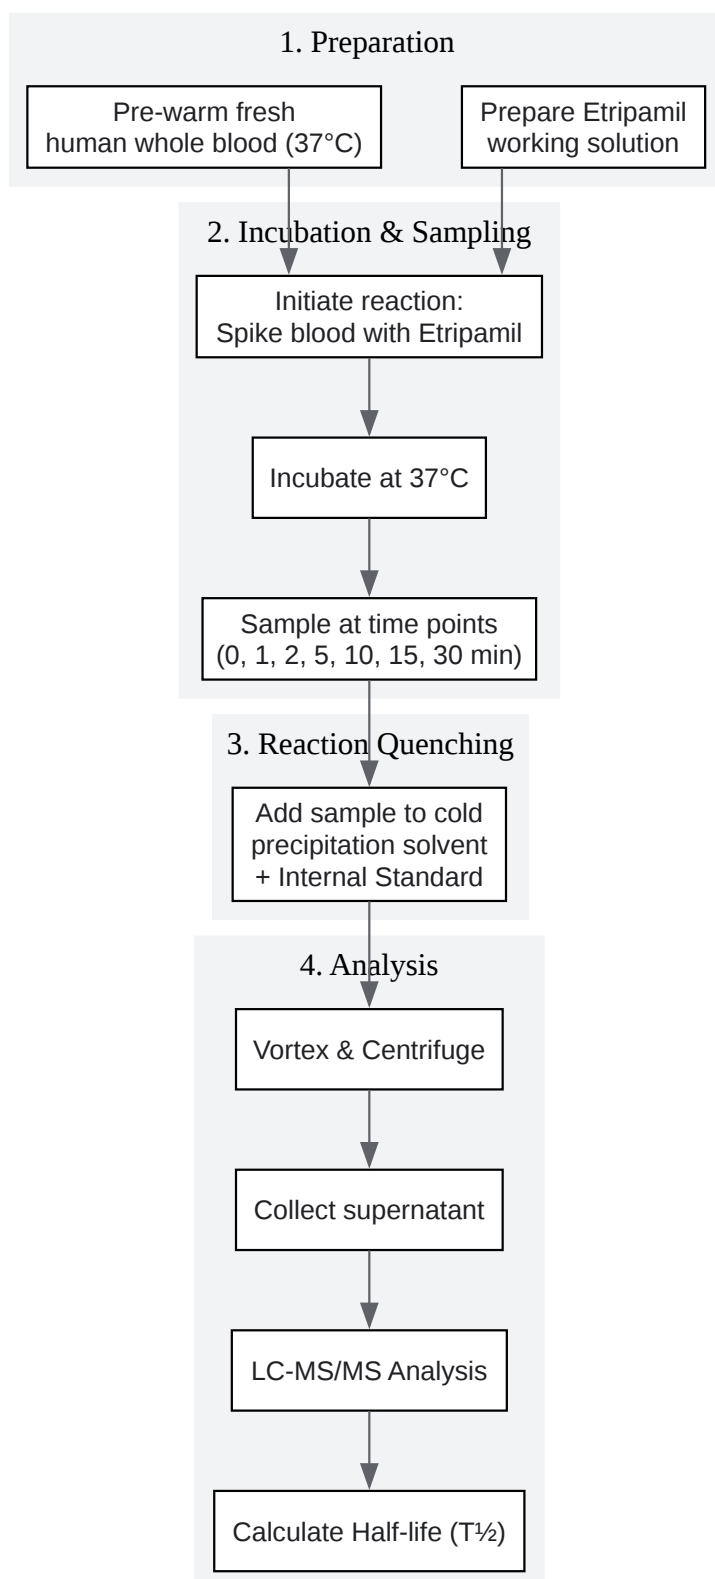 1. Preparation
Pre-warm fresh
human whole blood (37°C)
Prepare Etripamil
working solution
2. Incubation & Sampling
Initiate reaction:
Spike blood with Etripamil
Incubate at 37°C
Sample at time points
(0, 1, 2, 5, 10, 15, 30 min)
3. Reaction Quenching
Add sample to cold
precipitation solvent
+ Internal Standard
4. Analysis
Vortex & Centrifuge
Collect supernatant
LC-MS/MS Analysis
Calculate Half-life (T½)